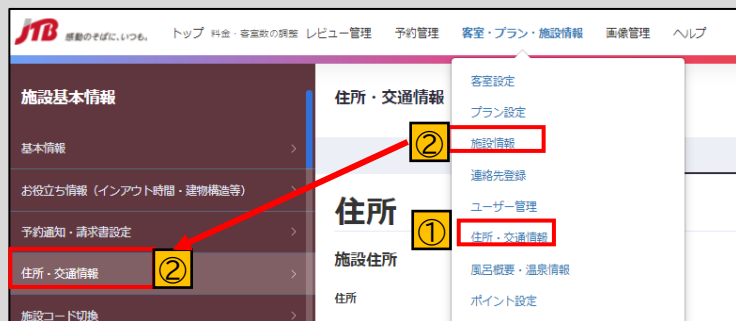 JTB 感動のそばに、いつも。 トップ 料金・客室数の調整 レビュー管理 予約管理 客室・プラン・施設情報 画像管理 ヘルプ
施設基本情報
基本情報
お役立ち情報（インアウト時間・建物構造等）
予約通知・請求書設定
住所・交通情報
②
施設コード切換
住所・交通情報
住所
施設住所
住所
客室設定
プラン設定
②
施設情報
連絡先登録
ユーザー管理
①
住所・交通情報
風呂概要・温泉情報
ポイント設定